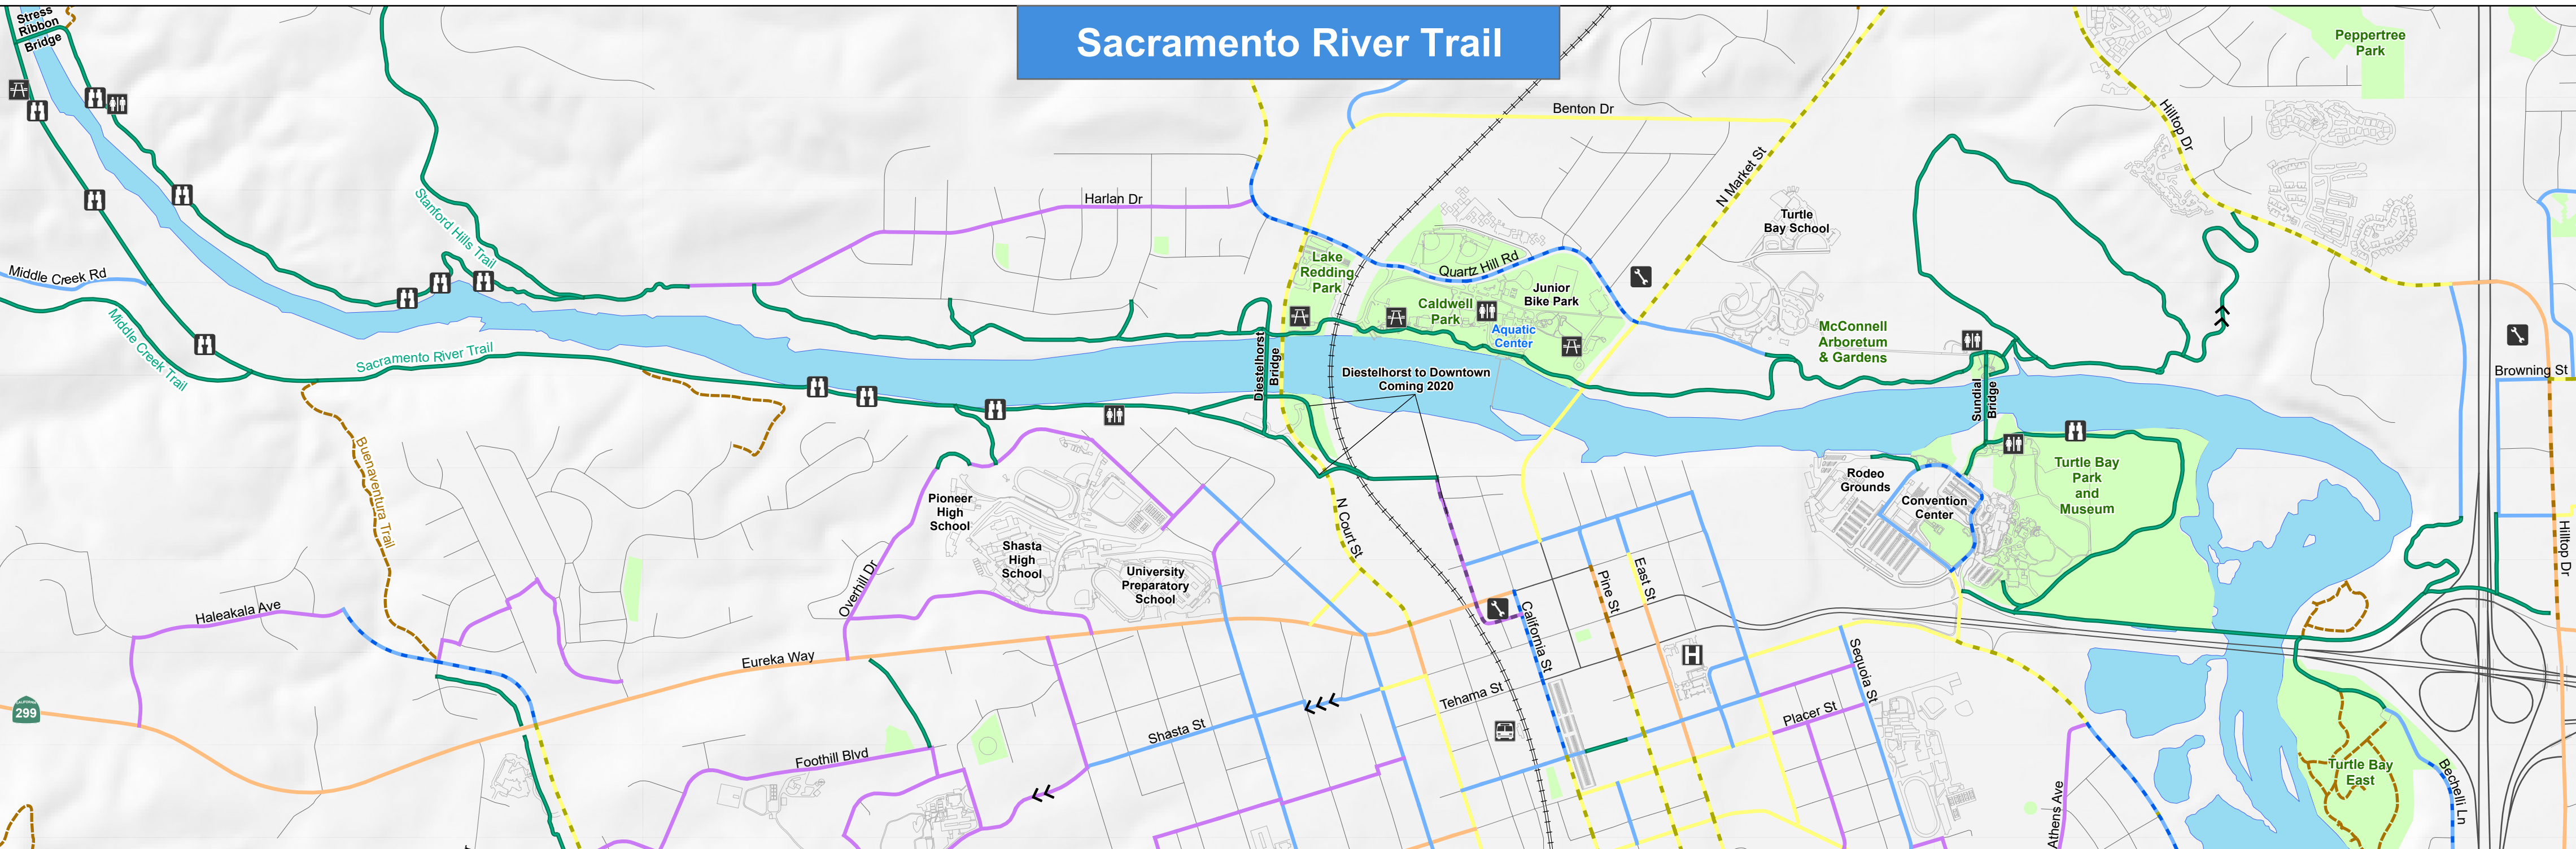 Sacramento River Trail
Stress
Ribbon
Bridge
Peppertree
Park
Benton Dr
Hilltop Dr
N Market St
Harlan Dr
Stanford Hills Trail
Turtle
Bay School
Lake
Redding
Park
Quartz Hill Rd
Junior
Bike Park
Caldwell
Park
Aquatic
Center
Middle Creek Rd
Middle Creek Trail
Sacramento River Trail
McConnell
Arboretum
& Gardens
Diestelhorst
Bridge
Diestelhorst to Downtown
Coming 2020
Sundial
Bridge
Browning St
Buenaventura Trail
Pioneer
High
School
Shasta
High
School
University
Preparatory
School
N Court St
Rodeo
Grounds
Convention
Center
Turtle Bay
Park
and
Museum
Hilltop Dr
Overhill Dr
Haleakala Ave
Pine St
East St
California St
H
Eureka Way
Sequoia St
CALIFORNIA
299
Tehama St
Shasta St
Placer St
Foothill Blvd
Athens Ave
Turtle Bay
East
Bechelli Ln